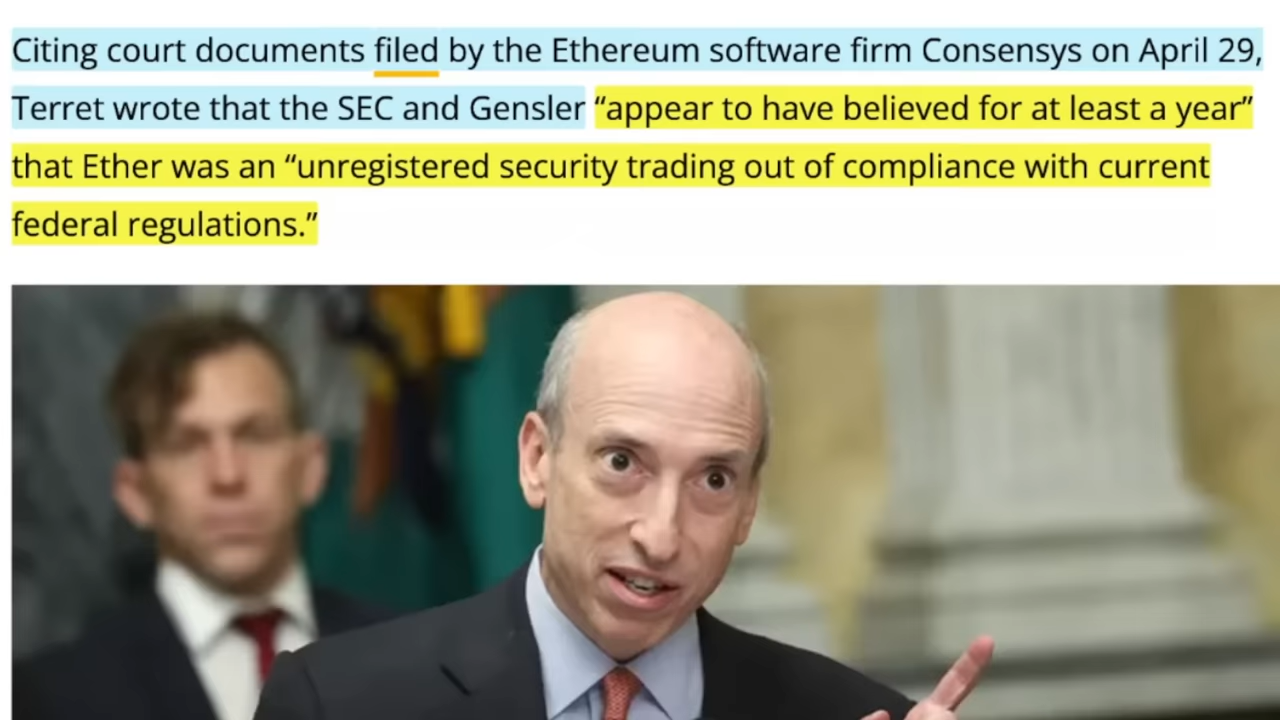 Citing court documents filed by the Ethereum software firm Consensys on April 29,
Terret wrote that the SEC and Gensler “appear to have believed for at least a year”
that Ether was an “unregistered security trading out of compliance with current
federal regulations.”